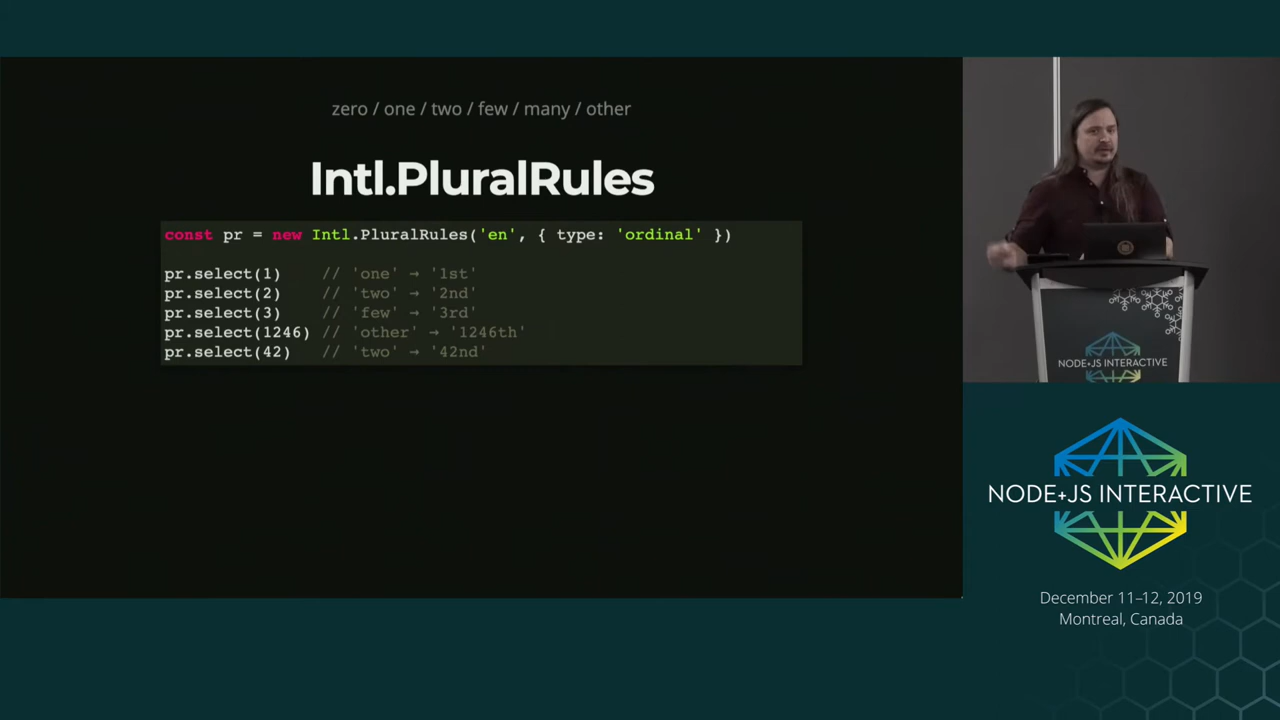 zero / one / two / few / many / other
Intl.PluralRules
const pr = new Intl.PluralRules('en', { type: 'ordinal' })
pr.select(1)    // 'one' → '1st'
pr.select(2)    // 'two' → '2nd'
pr.select(3)    // 'few' → '3rd'
pr.select(1246) // 'other' → '1246th'
pr.select(42)   // 'two' → '42nd'
NODE+JS INTERACTIVE
NODE+JS INTERACTIVE
December 11–12, 2019
Montreal, Canada